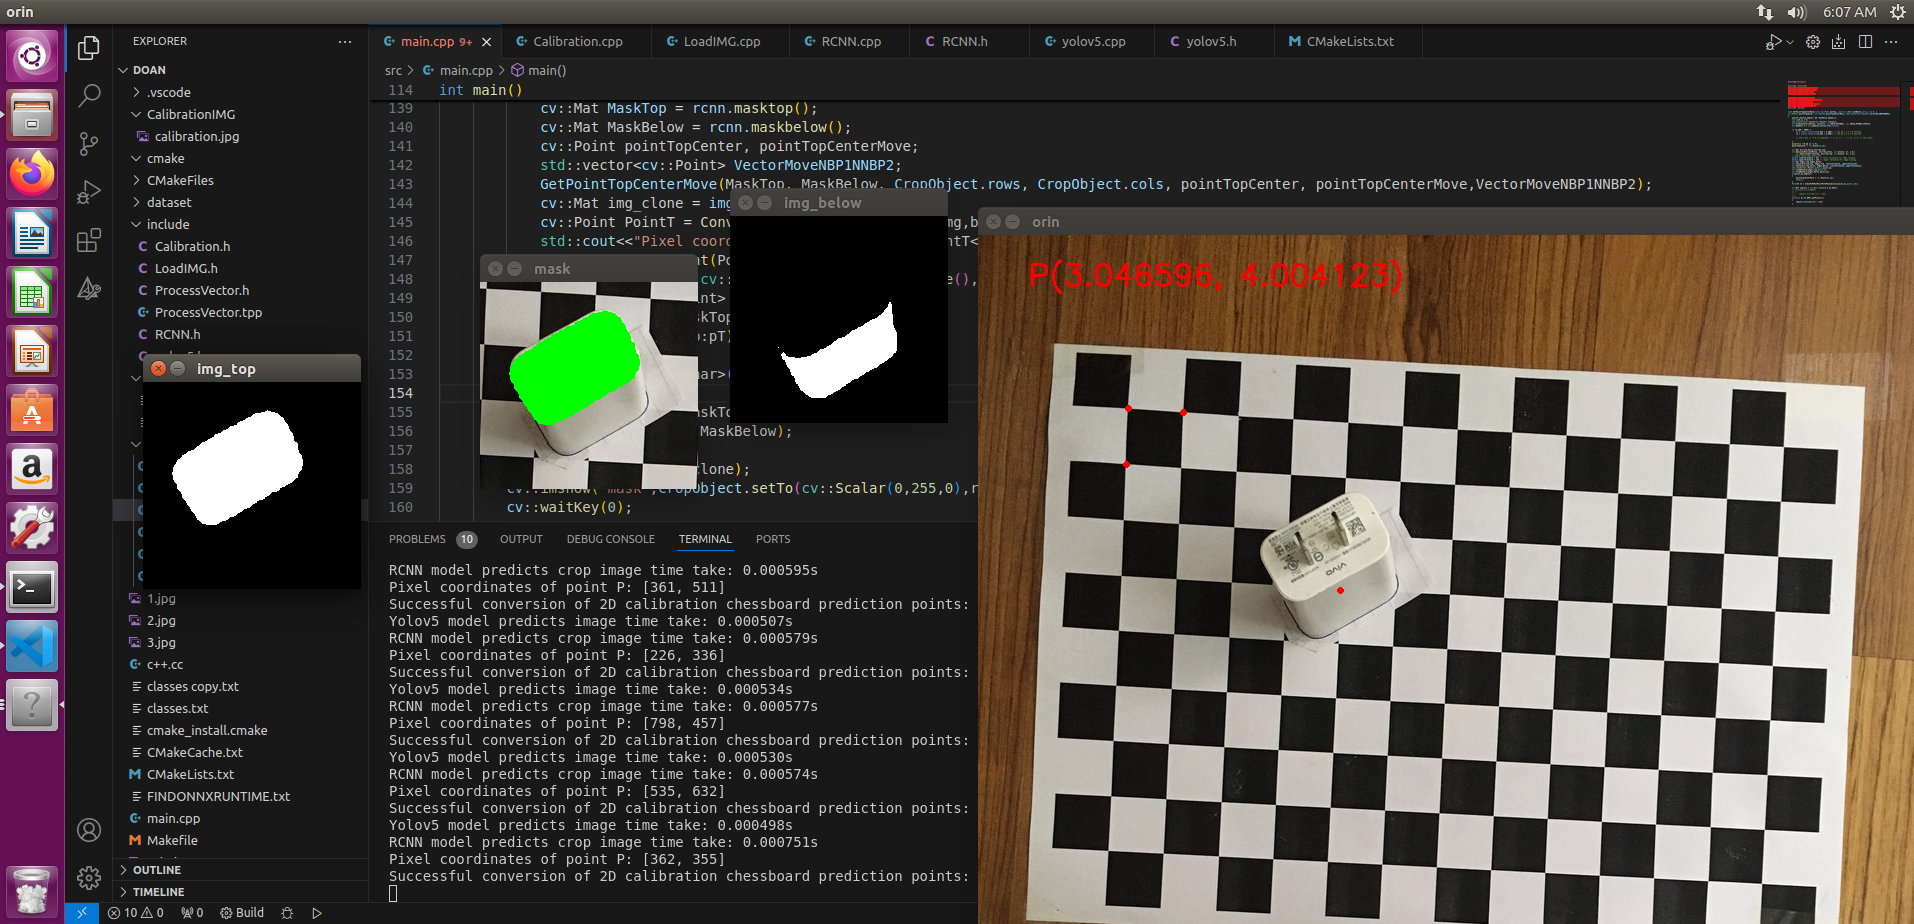 orin
6:07 AM
EXPLORER
main.cpp 9+
Calibration.cpp
LoadIMG.cpp
RCNN.cpp
RCNN.h
yolov5.cpp
yolov5.h
CMakeLists.txt
DOAN
src > main.cpp > main()
.vscode
CalibrationIMG
calibration.jpg
cmake
CMakeFiles
dataset
include
Calibration.h
LoadIMG.h
ProcessVector.h
ProcessVector.tpp
RCNN.h
1.jpg
2.jpg
3.jpg
c++.cc
classes copy.txt
classes.txt
cmake_install.cmake
CMakeCache.txt
CMakeLists.txt
FINDONNXRUNTIME.txt
main.cpp
Makefile
OUTLINE
TIMELINE
114 int main()
139 cv::Mat MaskTop = rcnn.masktop();
140 cv::Mat MaskBelow = rcnn.maskbelow();
141 cv::Point pointTopCenter, pointTopCenterMove;
142 std::vector<cv::Point> VectorMoveNBP1NNBP2;
143 GetPointTopCenterMove(MaskTop, MaskBelow, CropObject.rows, CropObject.cols, pointTopCenter, pointTopCenterMove,VectorMoveNBP1NNBP2);
144 cv::Mat img_clone = im
145 cv::Point PointT = Conv
146 std::cout<<"Pixel coor
147
148
149
150
151
152
153
154
155
156 MaskBelow);
157
158 lone);
159
160 cv::waitKey(0);
img_top
mask
img_below
orin
P(3.046596, 4.004123)
vivo
PROBLEMS 10
OUTPUT
DEBUG CONSOLE
TERMINAL
PORTS
RCNN model predicts crop image time take: 0.000595s
Pixel coordinates of point P: [361, 511]
Successful conversion of 2D calibration chessboard prediction points:
Yolov5 model predicts image time take: 0.000507s
RCNN model predicts crop image time take: 0.000579s
Pixel coordinates of point P: [226, 336]
Successful conversion of 2D calibration chessboard prediction points:
Yolov5 model predicts image time take: 0.000534s
RCNN model predicts crop image time take: 0.000577s
Pixel coordinates of point P: [798, 457]
Successful conversion of 2D calibration chessboard prediction points:
Yolov5 model predicts image time take: 0.000530s
RCNN model predicts crop image time take: 0.000574s
Pixel coordinates of point P: [535, 632]
Successful conversion of 2D calibration chessboard prediction points:
Yolov5 model predicts image time take: 0.000498s
RCNN model predicts crop image time take: 0.000751s
Pixel coordinates of point P: [362, 355]
Successful conversion of 2D calibration chessboard prediction points:
10 0
0
Build